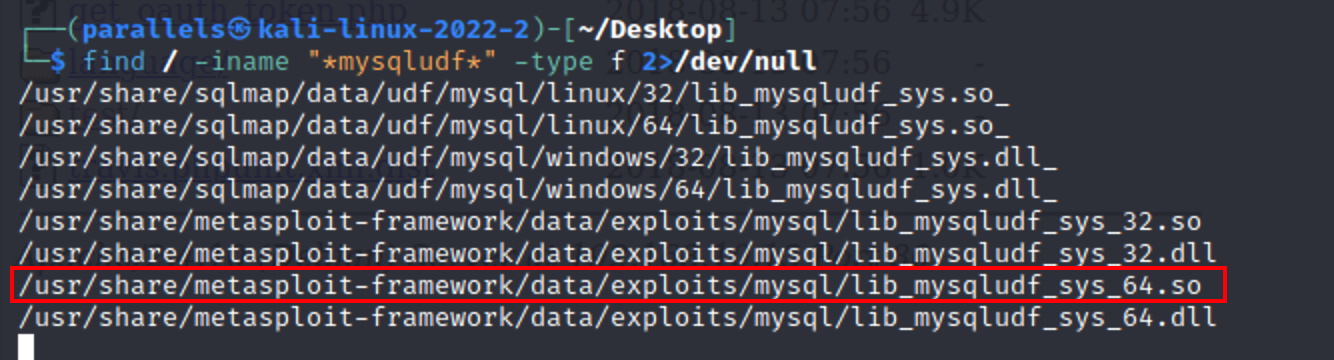 ┌──(parallels㉿kali-linux-2022-2)-[~/Desktop]
└─$ find / -iname "*mysqludf*" -type f 2>/dev/null
/usr/share/sqlmap/data/udf/mysql/linux/32/lib_mysqludf_sys.so_
/usr/share/sqlmap/data/udf/mysql/linux/64/lib_mysqludf_sys.so_
/usr/share/sqlmap/data/udf/mysql/windows/32/lib_mysqludf_sys.dll_
/usr/share/sqlmap/data/udf/mysql/windows/64/lib_mysqludf_sys.dll_
/usr/share/metasploit-framework/data/exploits/mysql/lib_mysqludf_sys_32.so
/usr/share/metasploit-framework/data/exploits/mysql/lib_mysqludf_sys_32.dll
/usr/share/metasploit-framework/data/exploits/mysql/lib_mysqludf_sys_64.so
/usr/share/metasploit-framework/data/exploits/mysql/lib_mysqludf_sys_64.dll